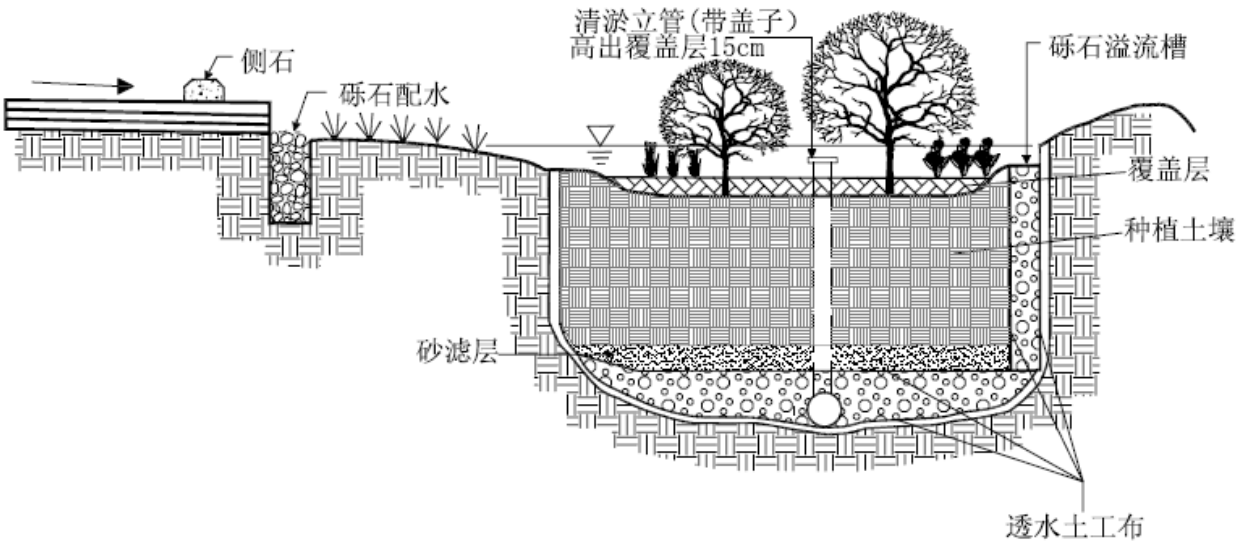 清淤立管(带盖子)
高出覆盖层15cm
侧石
砾石溢流槽
砾石配水
覆盖层
种植土壤
砂滤层
透水土工布